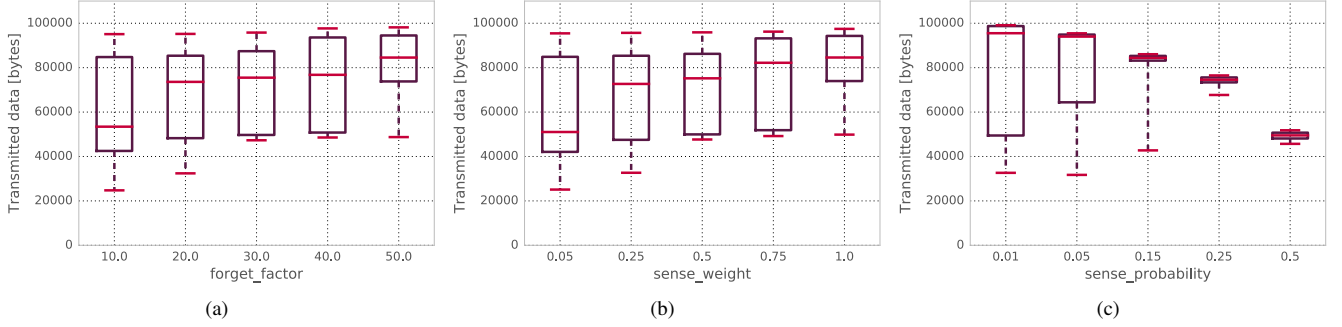 Transmitted data [bytes]
100000
80000
60000
40000
20000
0
10.0 20.0 30.0 40.0 50.0
forget_factor
(a)
Transmitted data [bytes]
100000
80000
60000
40000
20000
0
0.05 0.25 0.5 0.75 1.0
sense_weight
(b)
Transmitted data [bytes]
100000
80000
60000
40000
20000
0
0.01 0.05 0.15 0.25 0.5
sense_probability
(c)